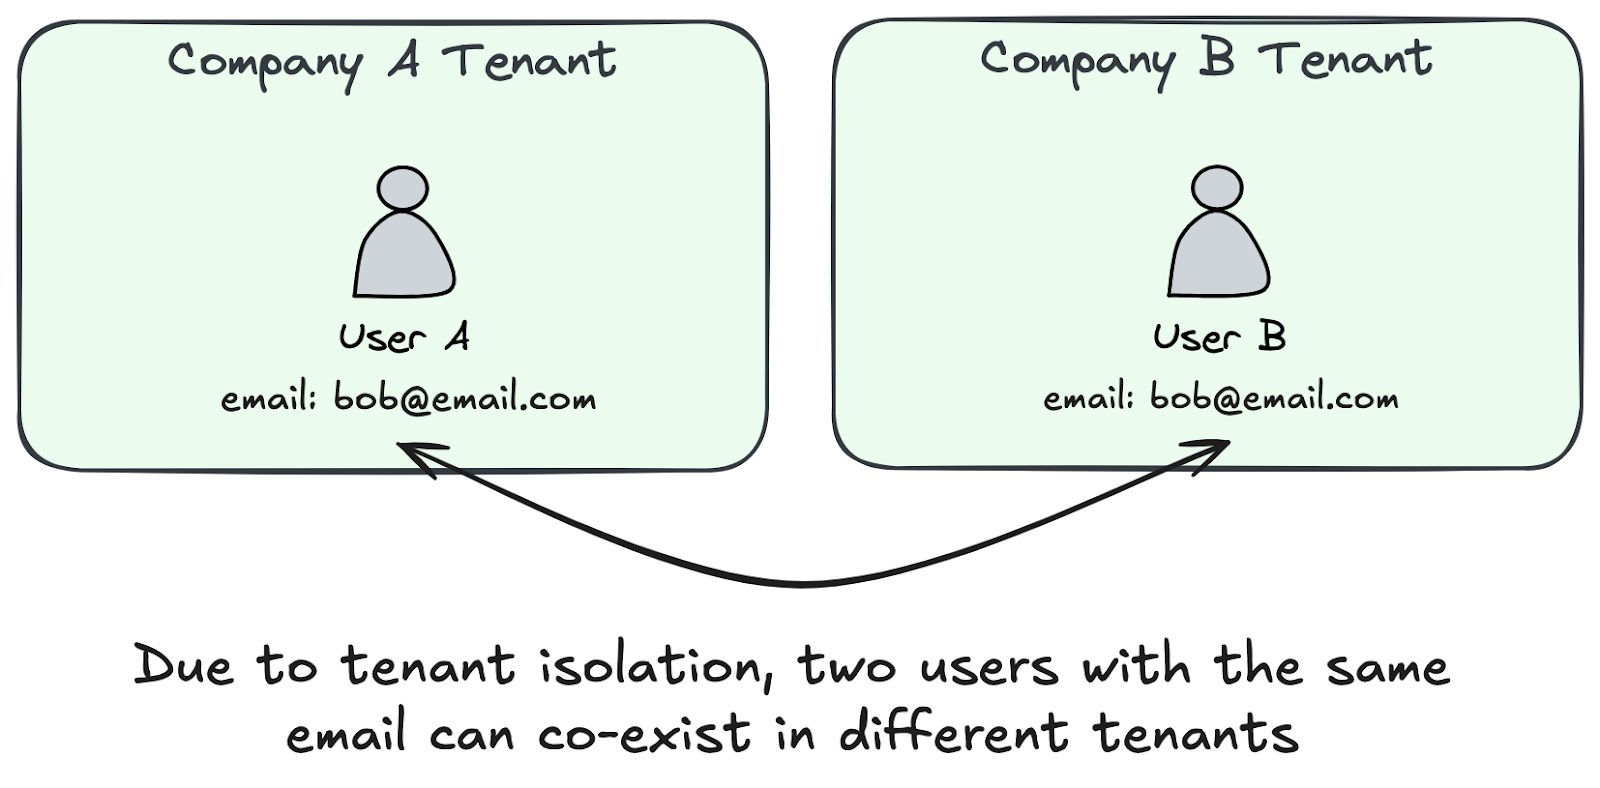 Company A Tenant
User A
email: bob@email.com
Company B Tenant
User B
email: bob@email.com
Due to tenant isolation, two users with the same
email can co-exist in different tenants